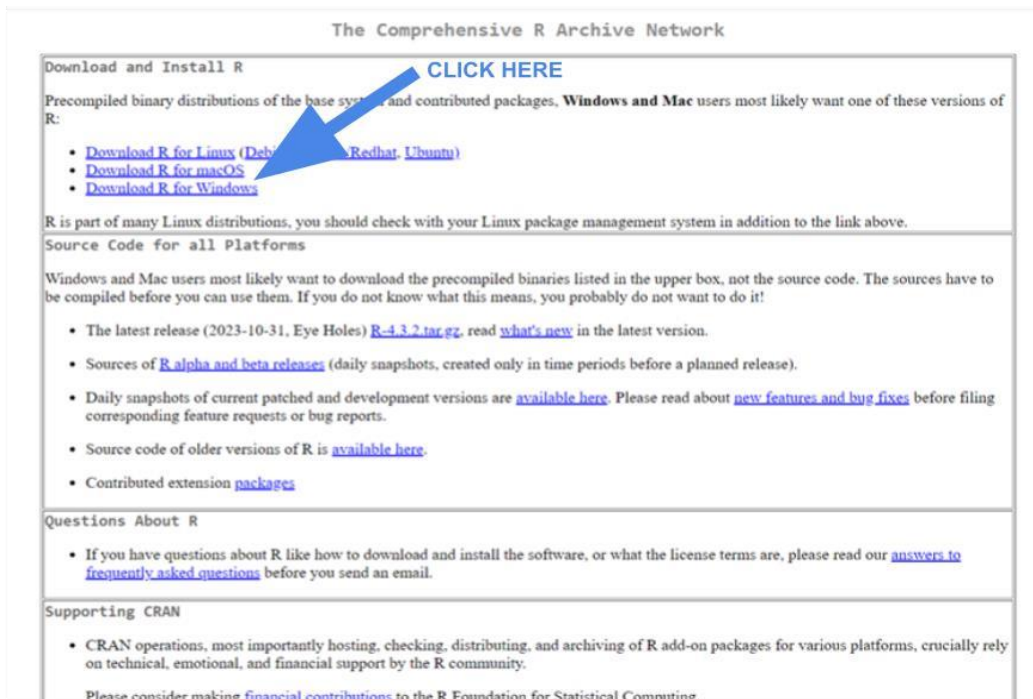 The Comprehensive R Archive Network
Download and Install R
CLICK HERE
Precompiled binary distributions of the base system and contributed packages, Windows and Mac users most likely want one of these versions of
R:
• Download R for Linux (Debi Redhat, Ubuntu)
• Download R for macOS
• Download R for Windows
R is part of many Linux distributions, you should check with your Linux package management system in addition to the link above.
Source Code for all Platforms
Windows and Mac users most likely want to download the precompiled binaries listed in the upper box, not the source code. The sources have to
be compiled before you can use them. If you do not know what this means, you probably do not want to do it!
• The latest release (2023-10-31, Eye Holes) R-4.3.2.tar.gz, read what's new in the latest version.
• Sources of R alpha and beta releases (daily snapshots, created only in time periods before a planned release).
• Daily snapshots of current patched and development versions are available here. Please read about new features and bug fixes before filing
corresponding feature requests or bug reports.
• Source code of older versions of R is available here.
• Contributed extension packages
Questions About R
• If you have questions about R like how to download and install the software, or what the license terms are, please read our answers to
frequently asked questions before you send an email.
Supporting CRAN
• CRAN operations, most importantly hosting, checking, distributing, and archiving of R add-on packages for various platforms, crucially rely
on technical, emotional, and financial support by the R community.
Please consider making financial contributions to the R Foundation for Statistical Computing.